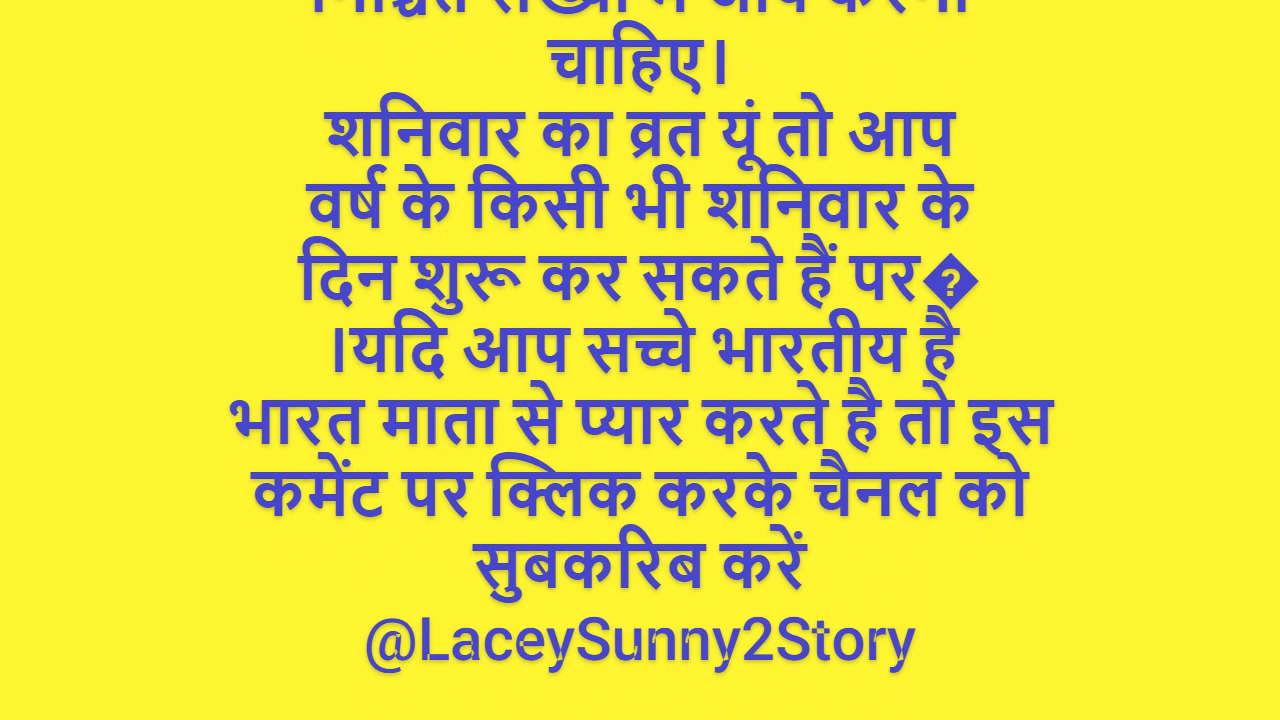 चाहिए।
शनिवार का व्रत यूं तो आप
वर्ष के किसी भी शनिवार के
दिन शुरू कर सकते हैं पर�
।यदि आप सच्चे भारतीय है
भारत माता से प्यार करते है तो इस
कमेंट पर क्लिक करके चैनल को
सुबकरिब करें
@LaceySunny2Story